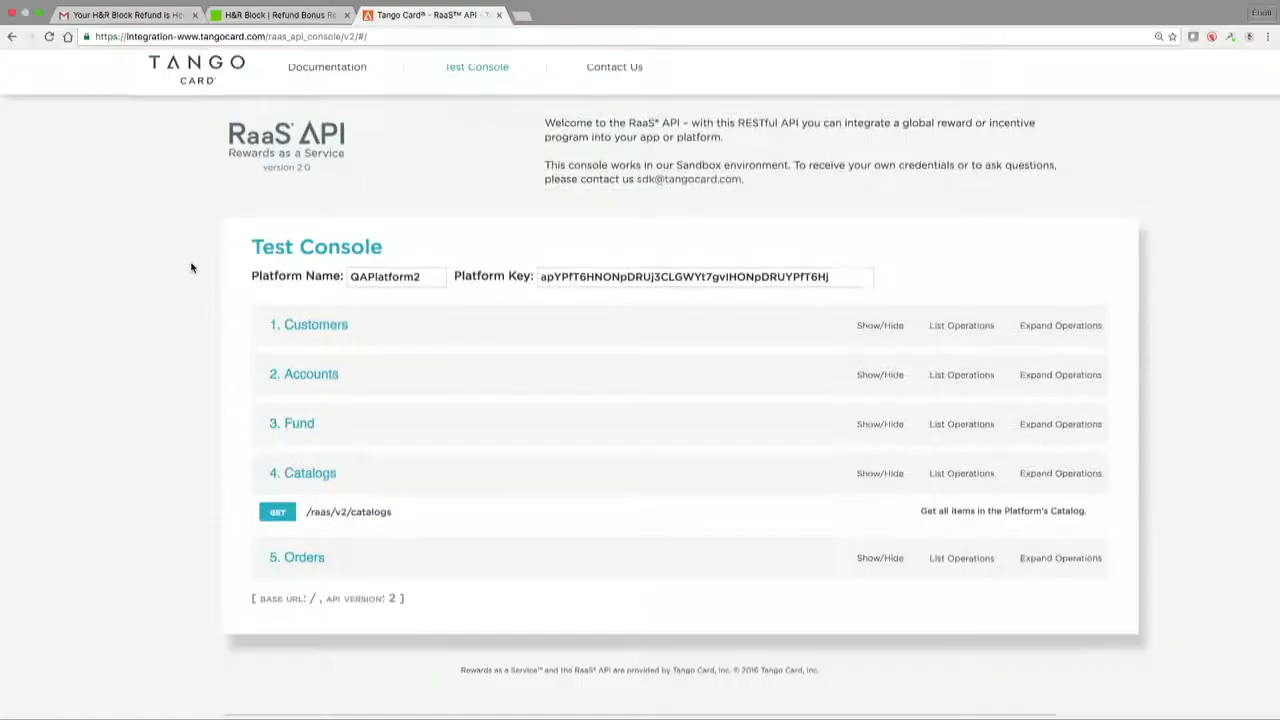 Your H&R Block Refund is He
H&R Block | Refund Bonus Re
Tango Card® - RaaS™ API - T
https://integration-www.tangocard.com/raas_api_console/v2/#/
TANGO
CARD
Documentation
Test Console
Contact Us
RaaS® API
Rewards as a Service
version 2.0
Welcome to the RaaS® API – with this RESTful API you can integrate a global reward or incentive
program into your app or platform.
This console works in our Sandbox environment. To receive your own credentials or to ask questions,
please contact us sdk@tangocard.com.
Test Console
Platform Name: QAPlatform2 Platform Key: apYPfT6HNONpDRUj3CLGWYt7gvIHONpDRUYPfT6Hj
1. Customers Show/Hide List Operations Expand Operations
2. Accounts Show/Hide List Operations Expand Operations
3. Fund Show/Hide List Operations Expand Operations
4. Catalogs Show/Hide List Operations Expand Operations
GET /raas/v2/catalogs Get all items in the Platform's Catalog.
5. Orders Show/Hide List Operations Expand Operations
[ BASE URL: / , API VERSION: 2 ]
Rewards as a Service™ and the RaaS® API are provided by Tango Card, Inc. © 2016 Tango Card, Inc.